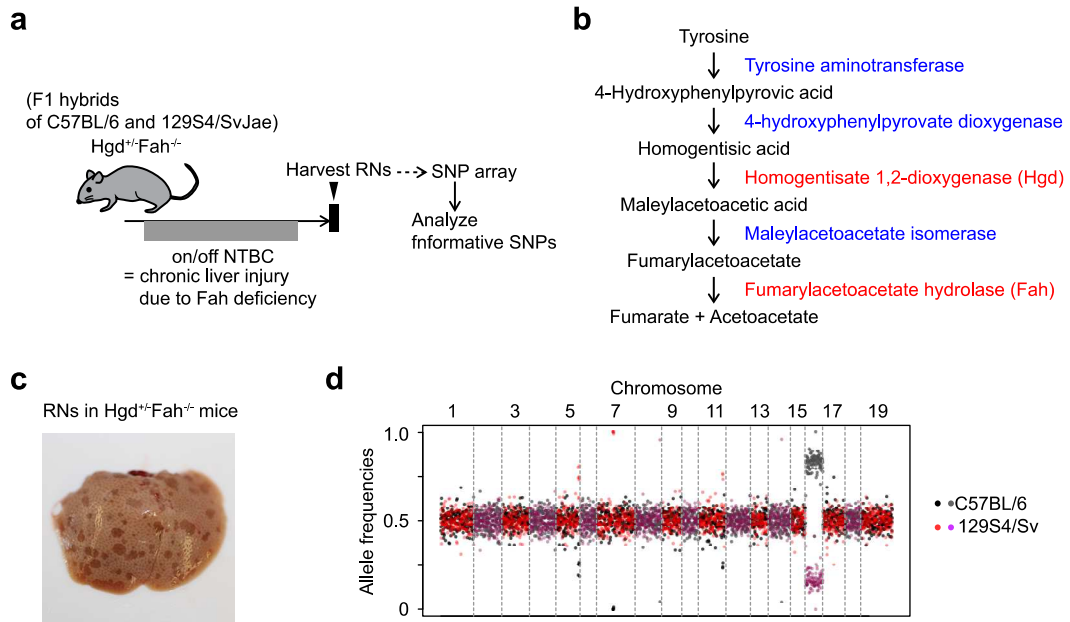 a
(F1 hybrids
of C57BL/6 and 129S4/SvJae)
Hgd+/-Fah-/-
Harvest RNs
SNP array
Analyze
fnformative SNPs
on/off NTBC
= chronic liver injury
due to Fah deficiency
b
Tyrosine
Tyrosine aminotransferase
4-Hydroxyphenylpyrovic acid
4-hydroxyphenylpyrovate dioxygenase
Homogentisic acid
Homogentisate 1,2-dioxygenase (Hgd)
Maleylacetoacetic acid
Maleylacetoacetate isomerase
Fumarylacetoacetate
Fumarylacetoacetate hydrolase (Fah)
Fumarate + Acetoacetate
c
RNs in Hgd+/-Fah-/- mice
d
Chromosome
1 3 5 7 9 11 13 15 17 19
Allele frequencies
1.0
0.5
0
C57BL/6
129S4/Sv